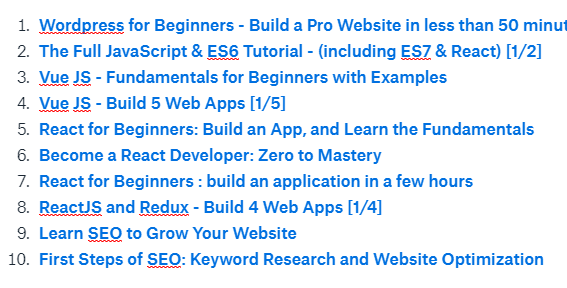 1. Wordpress for Beginners - Build a Pro Website in less than 50 minut
2. The Full JavaScript & ES6 Tutorial - (including ES7 & React) [1/2]
3. Vue JS - Fundamentals for Beginners with Examples
4. Vue JS - Build 5 Web Apps [1/5]
5. React for Beginners: Build an App, and Learn the Fundamentals
6. Become a React Developer: Zero to Mastery
7. React for Beginners : build an application in a few hours
8. ReactJS and Redux - Build 4 Web Apps [1/4]
9. Learn SEO to Grow Your Website
10. First Steps of SEO: Keyword Research and Website Optimization